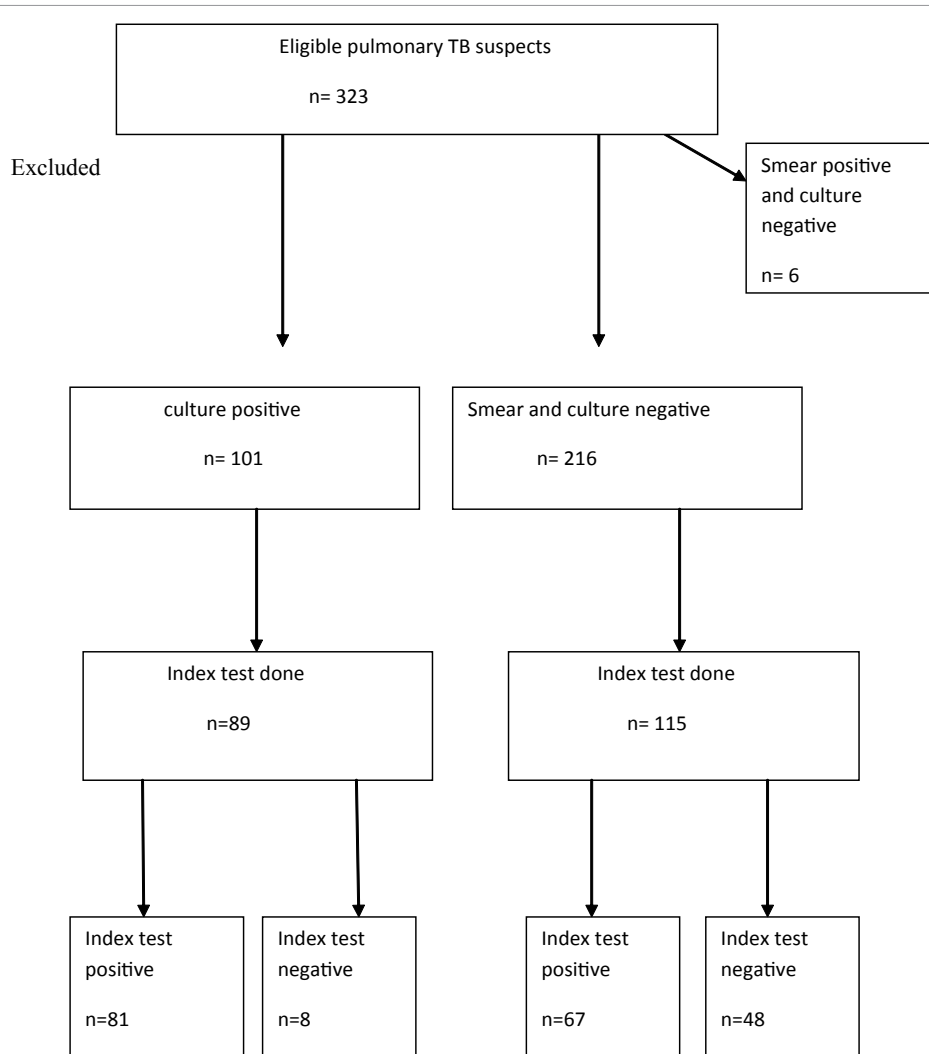 Eligible pulmonary TB suspects
n= 323
Excluded
Smear positive
and culture
negative
n= 6
culture positive
n= 101
Smear and culture negative
n= 216
Index test done
n=89
Index test done
n= 115
Index test
positive
n=81
Index test
negative
n=8
Index test
positive
n=67
Index test
negative
n=48